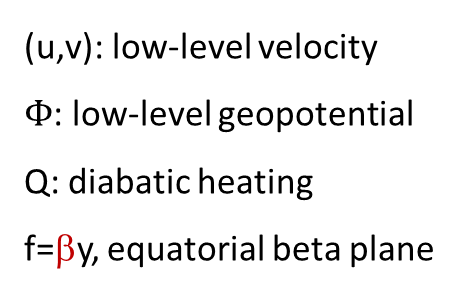 (u,v): low-level velocity
Φ: low-level geopotential
Q: diabatic heating
f=βy, equatorial beta plane